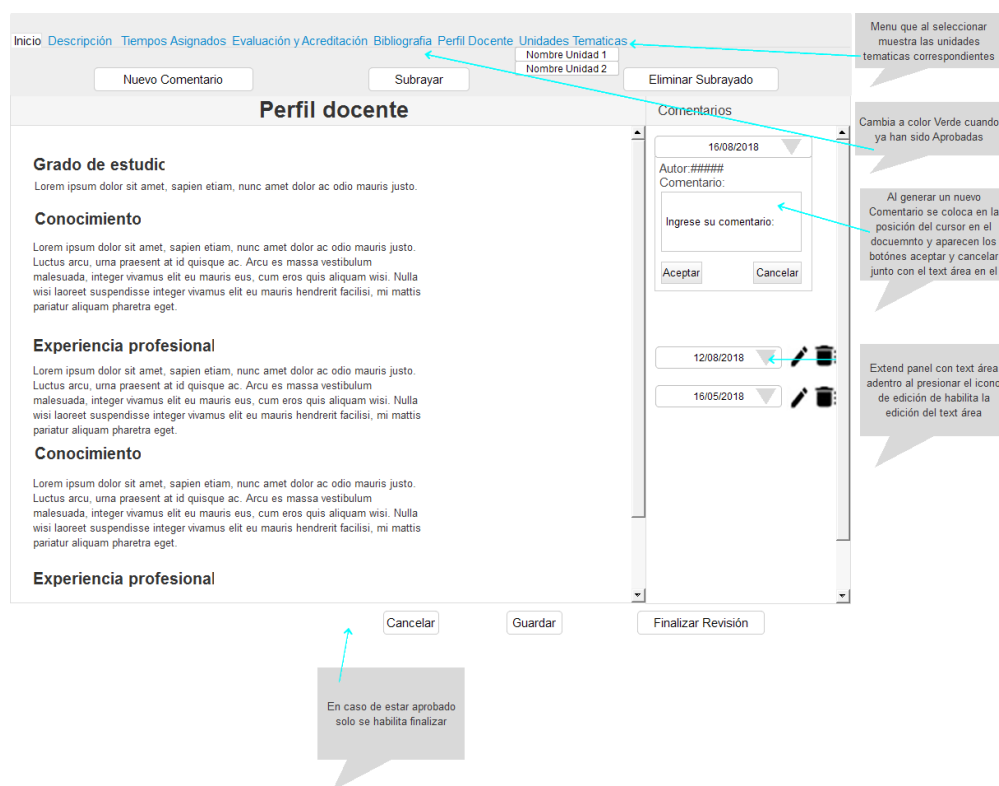 Inicio Descripción Tiempos Asignados Evaluación y Acreditación Bibliografia Perfil Docente Unidades Tematicas
Nombre Unidad 1
Nombre Unidad 2
Nuevo Comentario
Subrayar
Eliminar Subrayado
Perfil docente
Comentarios
Grado de estudic
Lorem ipsum dolor sit amet, sapien etiam, nunc amet dolor ac odio mauris justo.
Conocimiento
Lorem ipsum dolor sit amet, sapien etiam, nunc amet dolor ac odio mauris justo.
Luctus arcu, urna praesent at id quisque ac. Arcu es massa vestibulum
malesuada, integer vivamus elit eu mauris eus, cum eros quis aliquam wisi. Nulla
wisi laoreet suspendisse integer vivamus elit eu mauris hendrerit facilisi, mi mattis
pariatur aliquam pharetra eget.
Experiencia profesional
Lorem ipsum dolor sit amet, sapien etiam, nunc amet dolor ac odio mauris justo.
Luctus arcu, urna praesent at id quisque ac. Arcu es massa vestibulum
malesuada, integer vivamus elit eu mauris eus, cum eros quis aliquam wisi. Nulla
wisi laoreet suspendisse integer vivamus elit eu mauris hendrerit facilisi, mi mattis
pariatur aliquam pharetra eget.
Conocimiento
Lorem ipsum dolor sit amet, sapien etiam, nunc amet dolor ac odio mauris justo.
Luctus arcu, urna praesent at id quisque ac. Arcu es massa vestibulum
malesuada, integer vivamus elit eu mauris eus, cum eros quis aliquam wisi. Nulla
wisi laoreet suspendisse integer vivamus elit eu mauris hendrerit facilisi, mi mattis
pariatur aliquam pharetra eget.
Experiencia profesional
16/08/2018
Autor:#####
Comentario:
Ingrese su comentario:
Aceptar
Cancelar
12/08/2018
16/05/2018
Cancelar
Guardar
Finalizar Revisión
Menu que al seleccionar
muestra las unidades
tematicas correspondientes
Cambia a color Verde cuando
ya han sido Aprobadas
Al generar un nuevo
Comentario se coloca en la
posición del cursor en el
docuemnto y aparecen los
botónes aceptar y cancelar
junto con el text área en el
Extend panel con text área
adentro al presionar el icono
de edición de habilita la
edición del text área
En caso de estar aprobado
solo se habilita finalizar